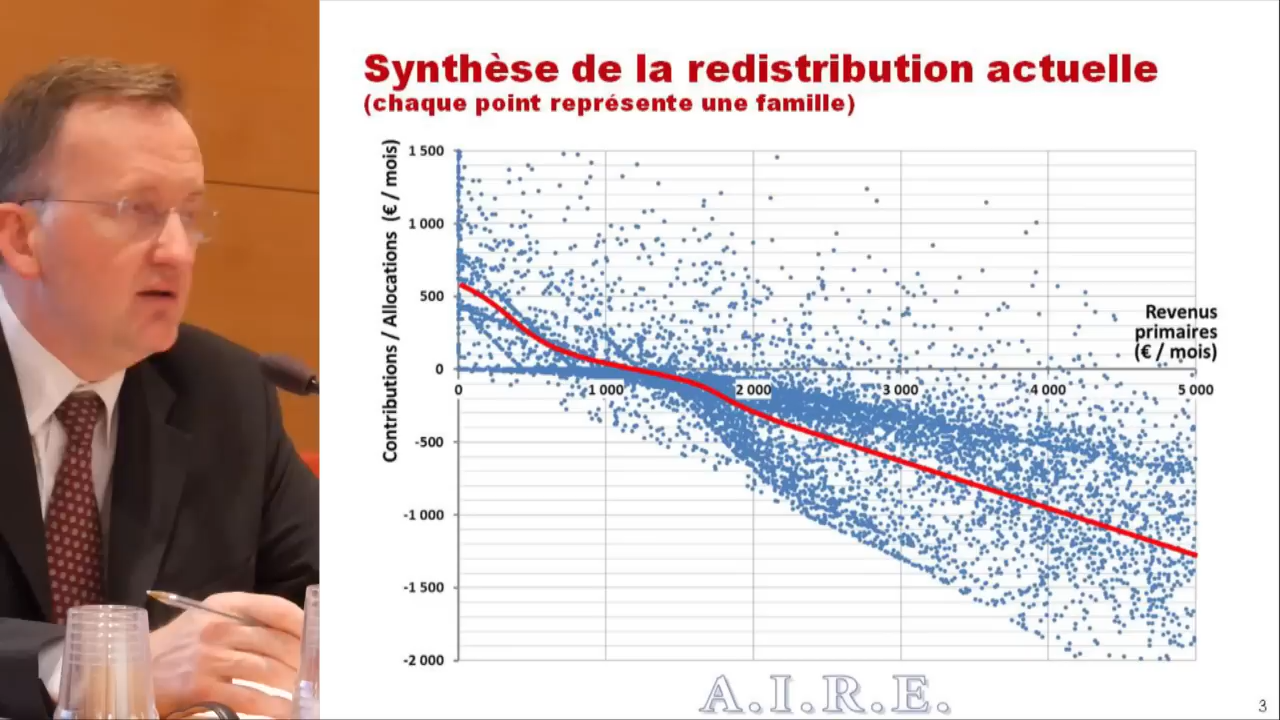 Synthèse de la redistribution actuelle
(chaque point représente une famille)
Contributions / Allocations (€ / mois)
1 500
1 000
500
0
-500
-1 000
-1 500
-2 000
Revenus
primaires
(€ / mois)
0
1 000
2 000
3 000
4 000
5 000
A.I.R.E.
3